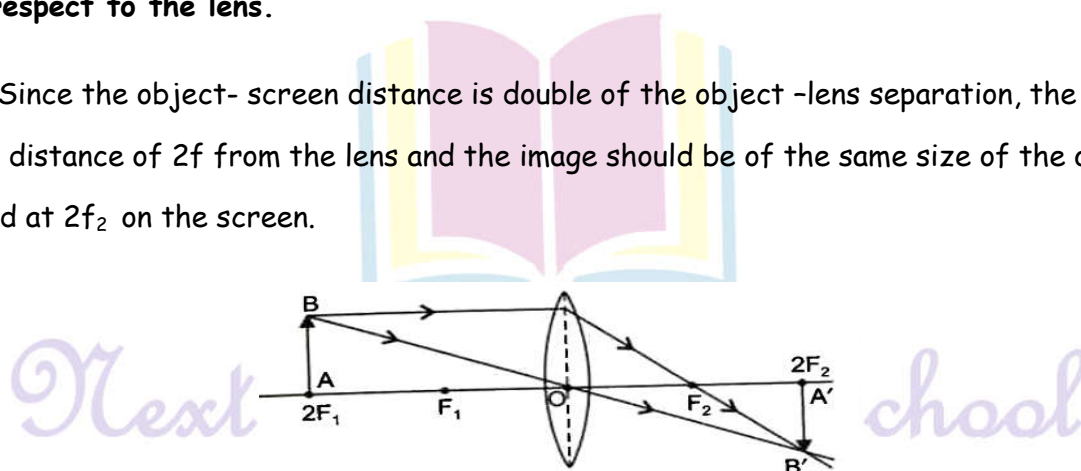 respect to the lens.
Since the object- screen distance is double of the object –lens separation, the
distance of 2f from the lens and the image should be of the same size of the
d at 2f₂ on the screen.
B
A
2F₁
F₁
O
F₂
2F₂
A′
B′
Next
chool